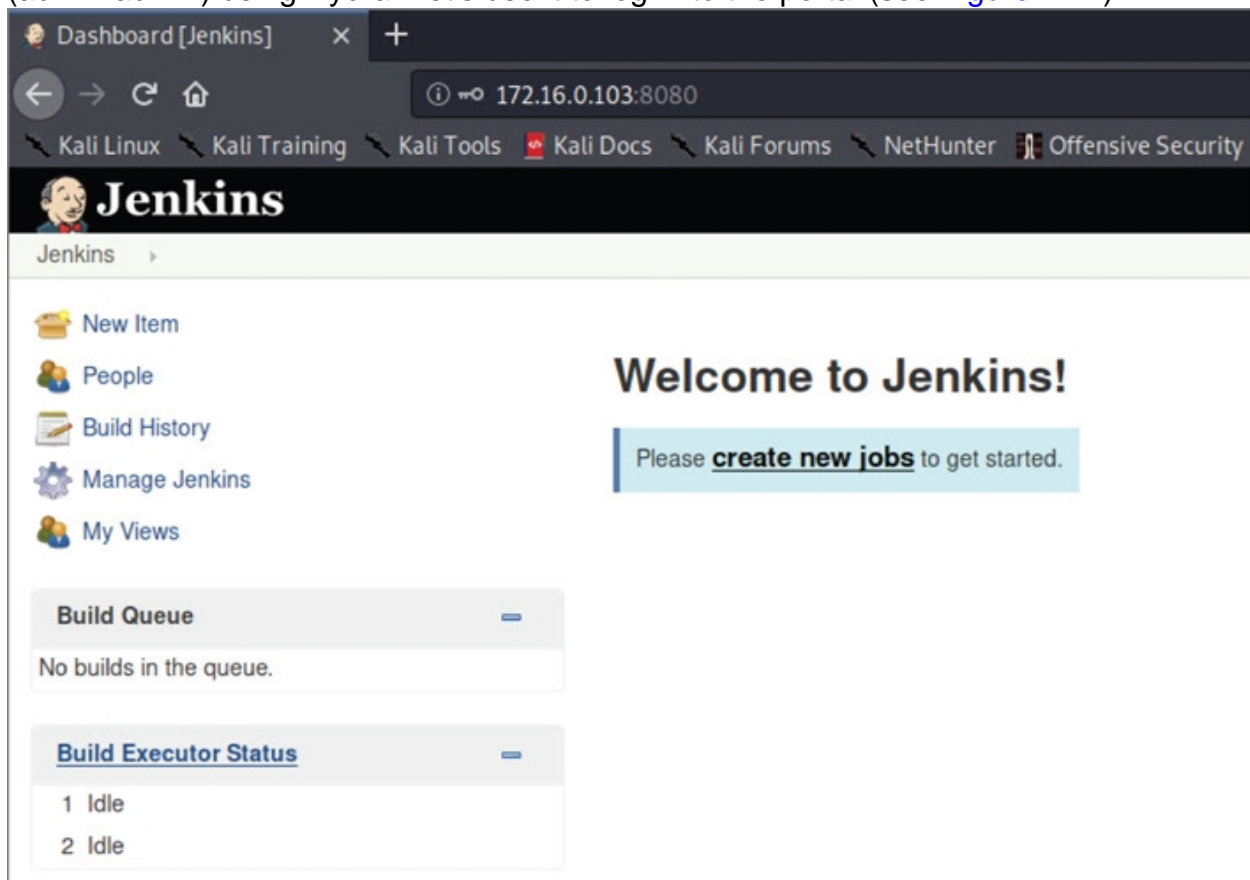 Dashboard [Jenkins] × +
172.16.0.103:8080
Kali Linux Kali Training Kali Tools Kali Docs Kali Forums NetHunter Offensive Security
Jenkins
Jenkins
New Item
People
Build History
Manage Jenkins
My Views
Welcome to Jenkins!
Please create new jobs to get started.
Build Queue
No builds in the queue.
Build Executor Status
1 Idle
2 Idle